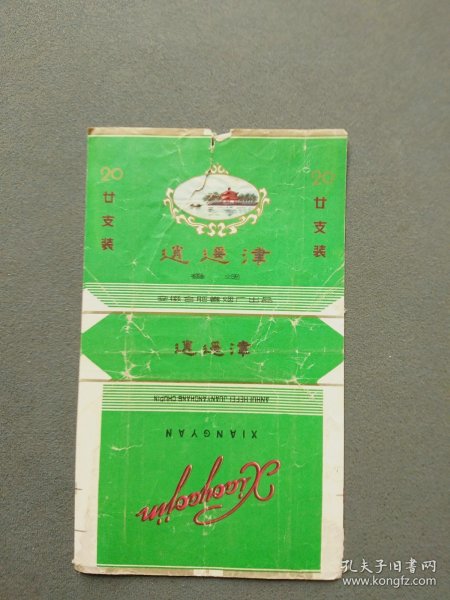 20
廿支装
20
廿支装
逍遥津
香烟
安徽合肥卷烟厂出品
逍遥津
ANHUI HEFEI JUANYANCHANG CHUPIN
XIANGYAN
Xiaoyaojin
孔夫子旧书网
www.kongfz.com